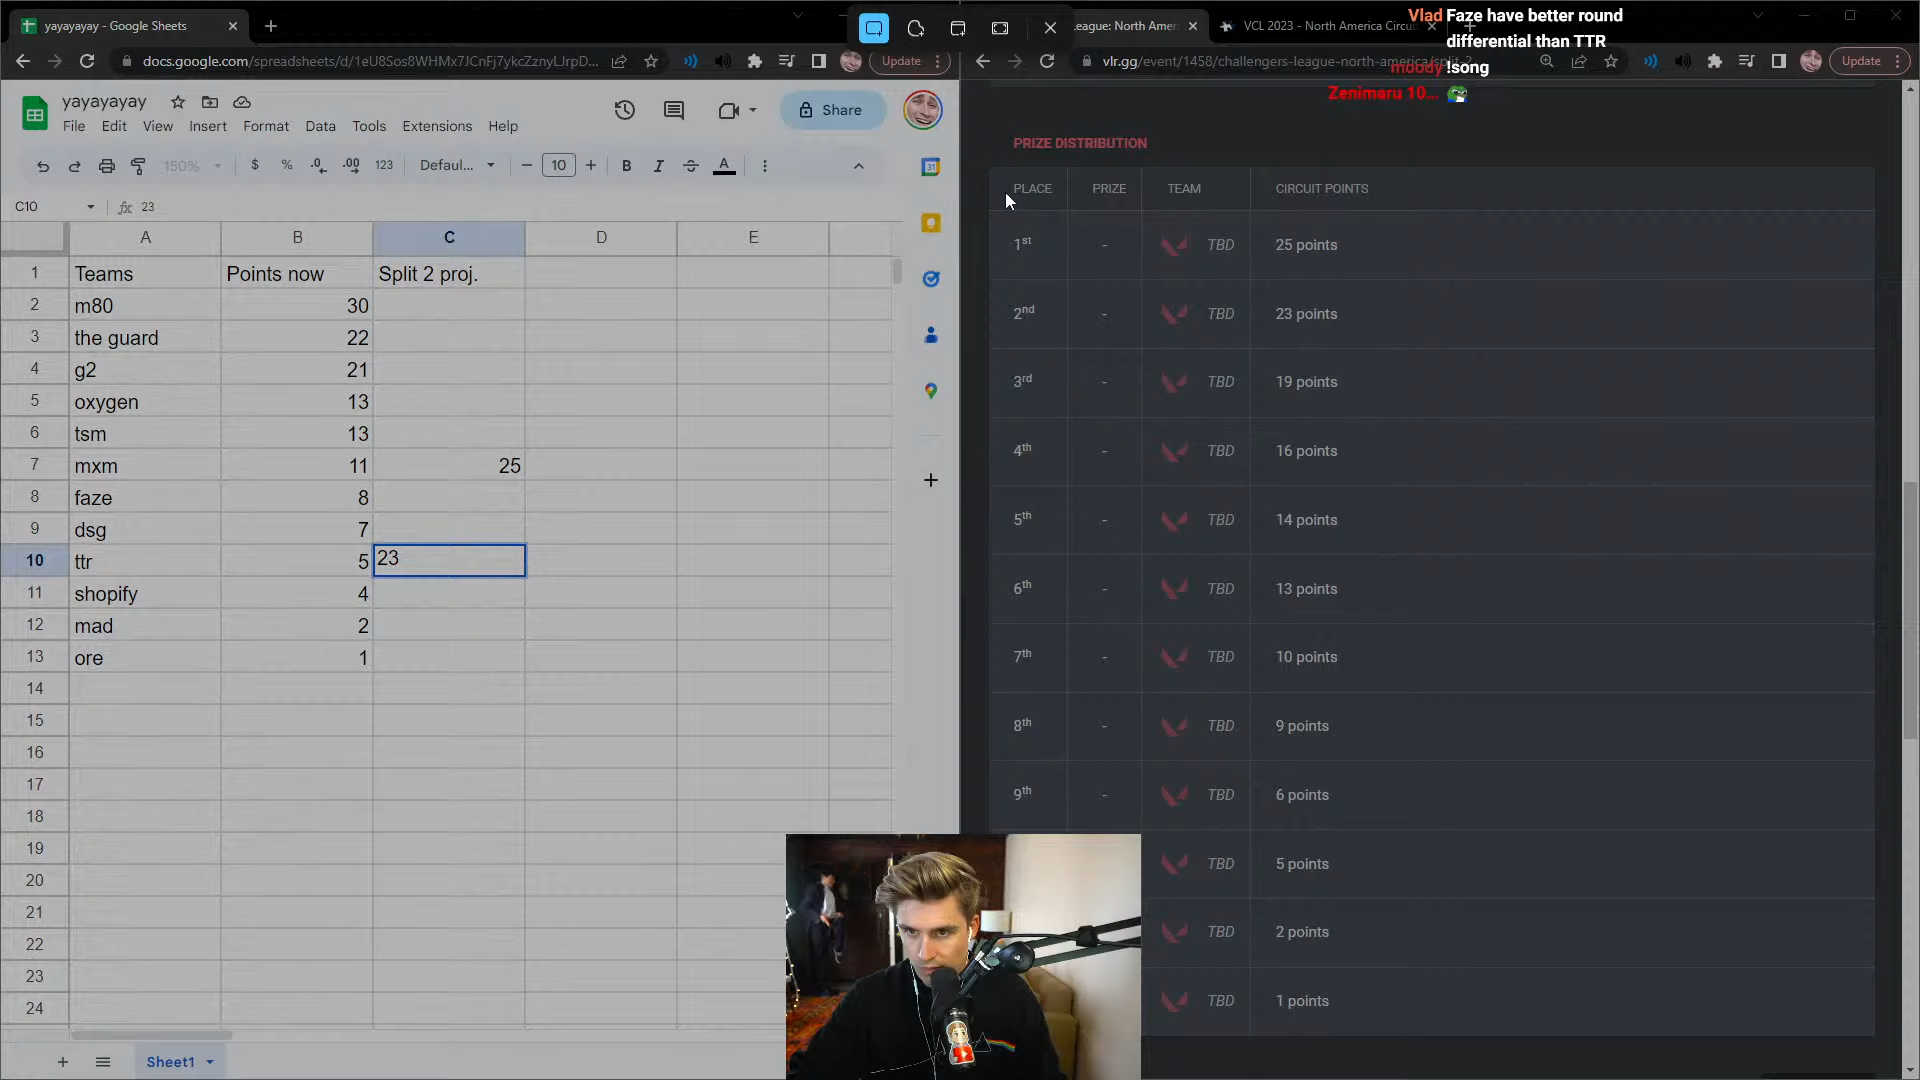 yayayayay - Google Sheets
docs.google.com/spreadsheets/d/1eU8Sos8WHMx7JCnFj7ykcZznyLJrpD...
Update
yayayayay
File Edit View Insert Format Data Tools Extensions Help
Share
150% $ % .0 .00 123 Defaul... 10 B I A
C10 fx 23
A B C D E
1 Teams Points now Split 2 proj.
2 m80 30
3 the guard 22
4 g2 21
5 oxygen 13
6 tsm 13
7 mxm 11 25
8 faze 8
9 dsg 7
10 ttr 5 23
11 shopify 4
12 mad 2
13 ore 1
14
15
16
17
18
19
20
21
22
23
24
Sheet1
31
League: North Amer
VCL 2023 - North America Circu
vlr.gg/event/1458/challengers-league-north-america/split-2
Update
Vlad Faze have better round
differential than TTR
moody !song
Zenimaru 10...
PRIZE DISTRIBUTION
PLACE PRIZE TEAM CIRCUIT POINTS
1st - TBD 25 points
2nd - TBD 23 points
3rd - TBD 19 points
4th - TBD 16 points
5th - TBD 14 points
6th - TBD 13 points
7th - TBD 10 points
8th - TBD 9 points
9th - TBD 6 points
TBD 5 points
TBD 2 points
TBD 1 points